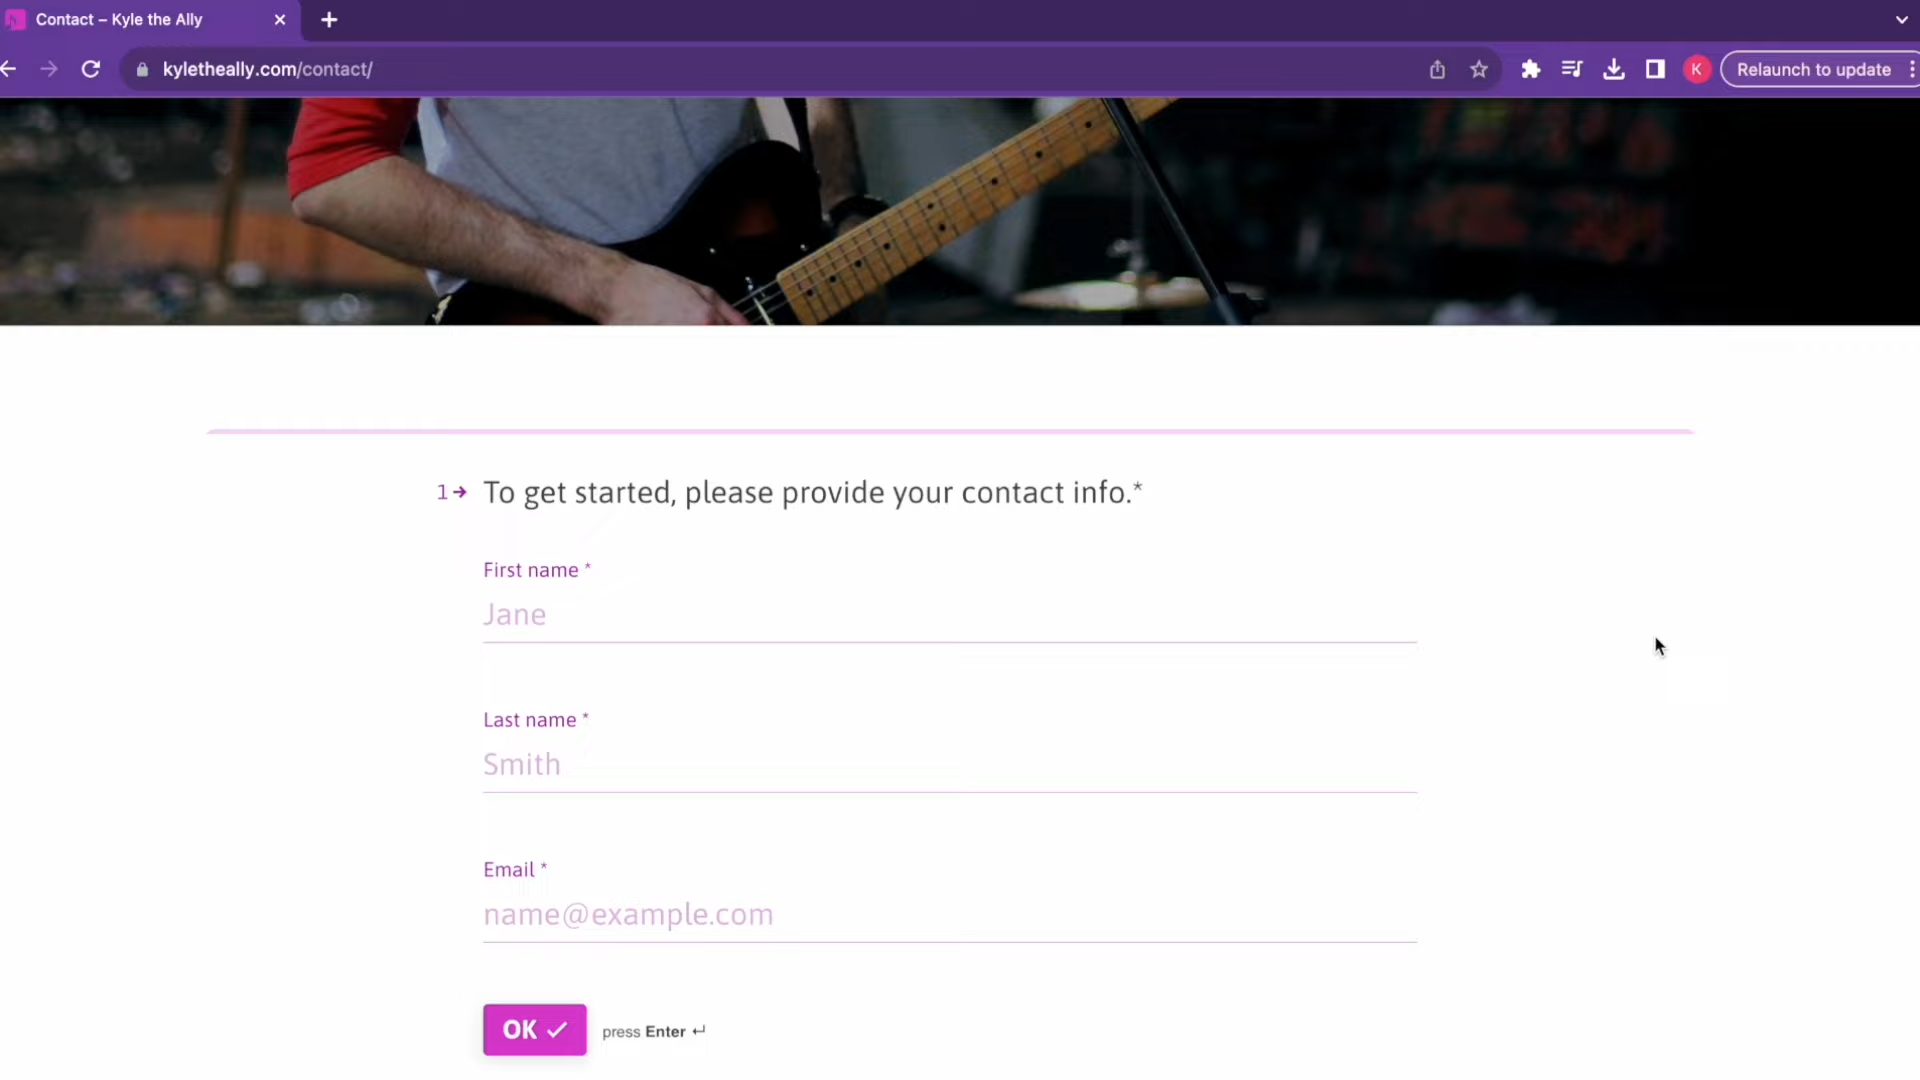 Contact – Kyle the Ally
kyletheally.com/contact/
K
Relaunch to update
1 To get started, please provide your contact info.*
First name *
Jane
Last name *
Smith
Email *
name@example.com
OK
press Enter ↵